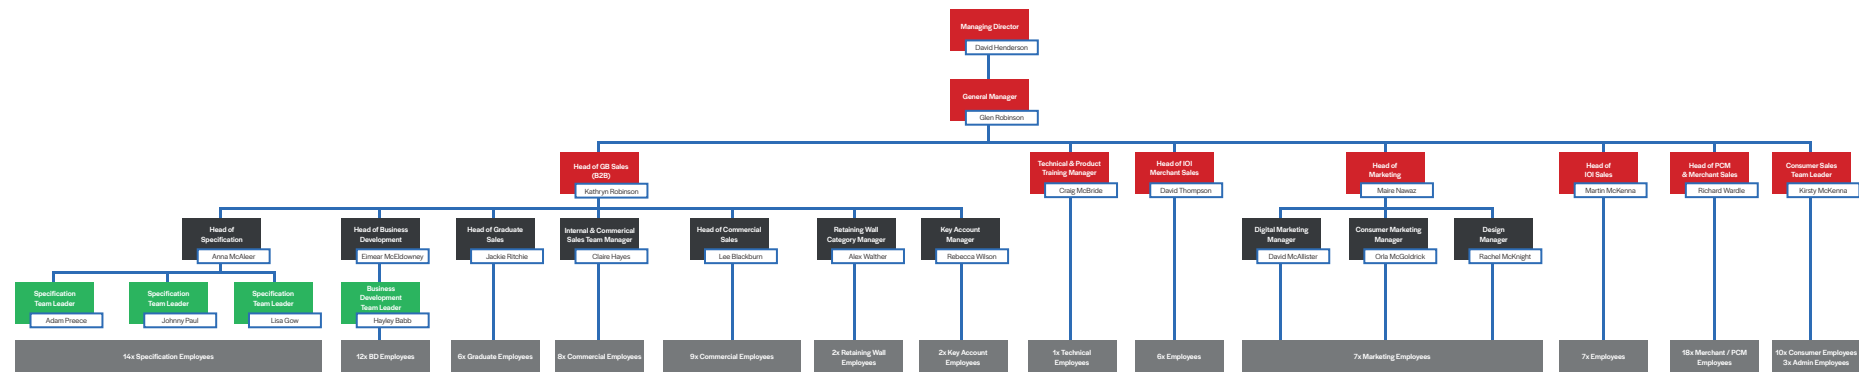 Managing Director
David Henderson
General Manager
Glen Robinson
Head of GB Sales
(B2B)
Kathryn Robinson
Technical & Product
Training Manager
Craig McBride
Head of IOI
Merchant Sales
David Thompson
Head of
Marketing
Maire Nawaz
Head of
IOI Sales
Martin McKenna
Head of PCM
& Merchant Sales
Richard Wardle
Consumer Sales
Team Leader
Kirsty McKenna
Head of
Specification
Anna McAleer
Head of Business
Development
Eimear McEldowney
Head of Graduate
Sales
Jackie Ritchie
Internal & Commerical
Sales Team Manager
Claire Hayes
Head of Commercial
Sales
Lee Blackburn
Retaining Wall
Category Manager
Alex Walther
Key Account
Manager
Rebecca Wilson
Digital Marketing
Manager
David McAllister
Consumer Marketing
Manager
Orla McGoldrick
Design
Manager
Rachel McKnight
Specification
Team Leader
Adam Preece
Specification
Team Leader
Johnny Paul
Specification
Team Leader
Lisa Gow
Business
Development
Team Leader
Hayley Babb
14x Specification Employees
12x BD Employees
6x Graduate Employees
8x Commercial Employees
9x Commercial Employees
2x Retaining Wall
Employees
2x Key Account
Employees
1x Technical
Employees
6x Employees
7x Marketing Employees
7x Employees
18x Merchant / PCM
Employees
10x Consumer Employees
3x Admin Employees